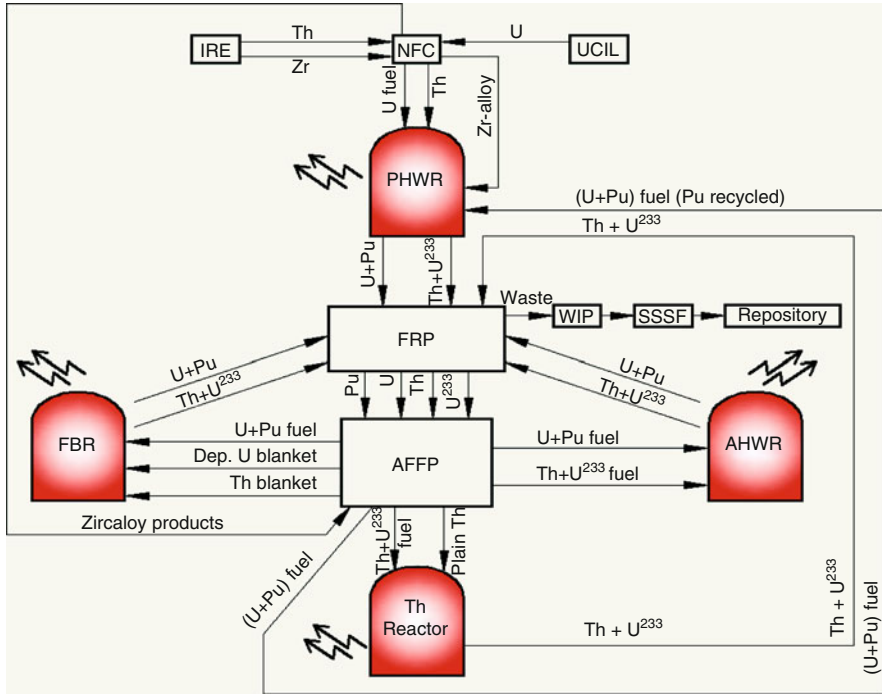 Th
U
IRE
NFC
UCIL
Zr
U fuel
Th
Zr-alloy
PHWR
(U+Pu) fuel (Pu recycled)
Th + U²³³
U+Pu
Th+U²³³
Waste
WIP
SSSF
Repository
FRP
U+Pu
Th+U²³³
U+Pu
Th+U²³³
Pu
U
Th
U²³³
FBR
U+Pu fuel
Dep. U blanket
Th blanket
AFFP
U+Pu fuel
Th+U²³³ fuel
AHWR
Zircaloy products
(U+Pu) fuel
Th+U²³³
fuel
Plain Th
Th
Reactor
Th + U²³³
Th + U²³³
(U+Pu) fuel